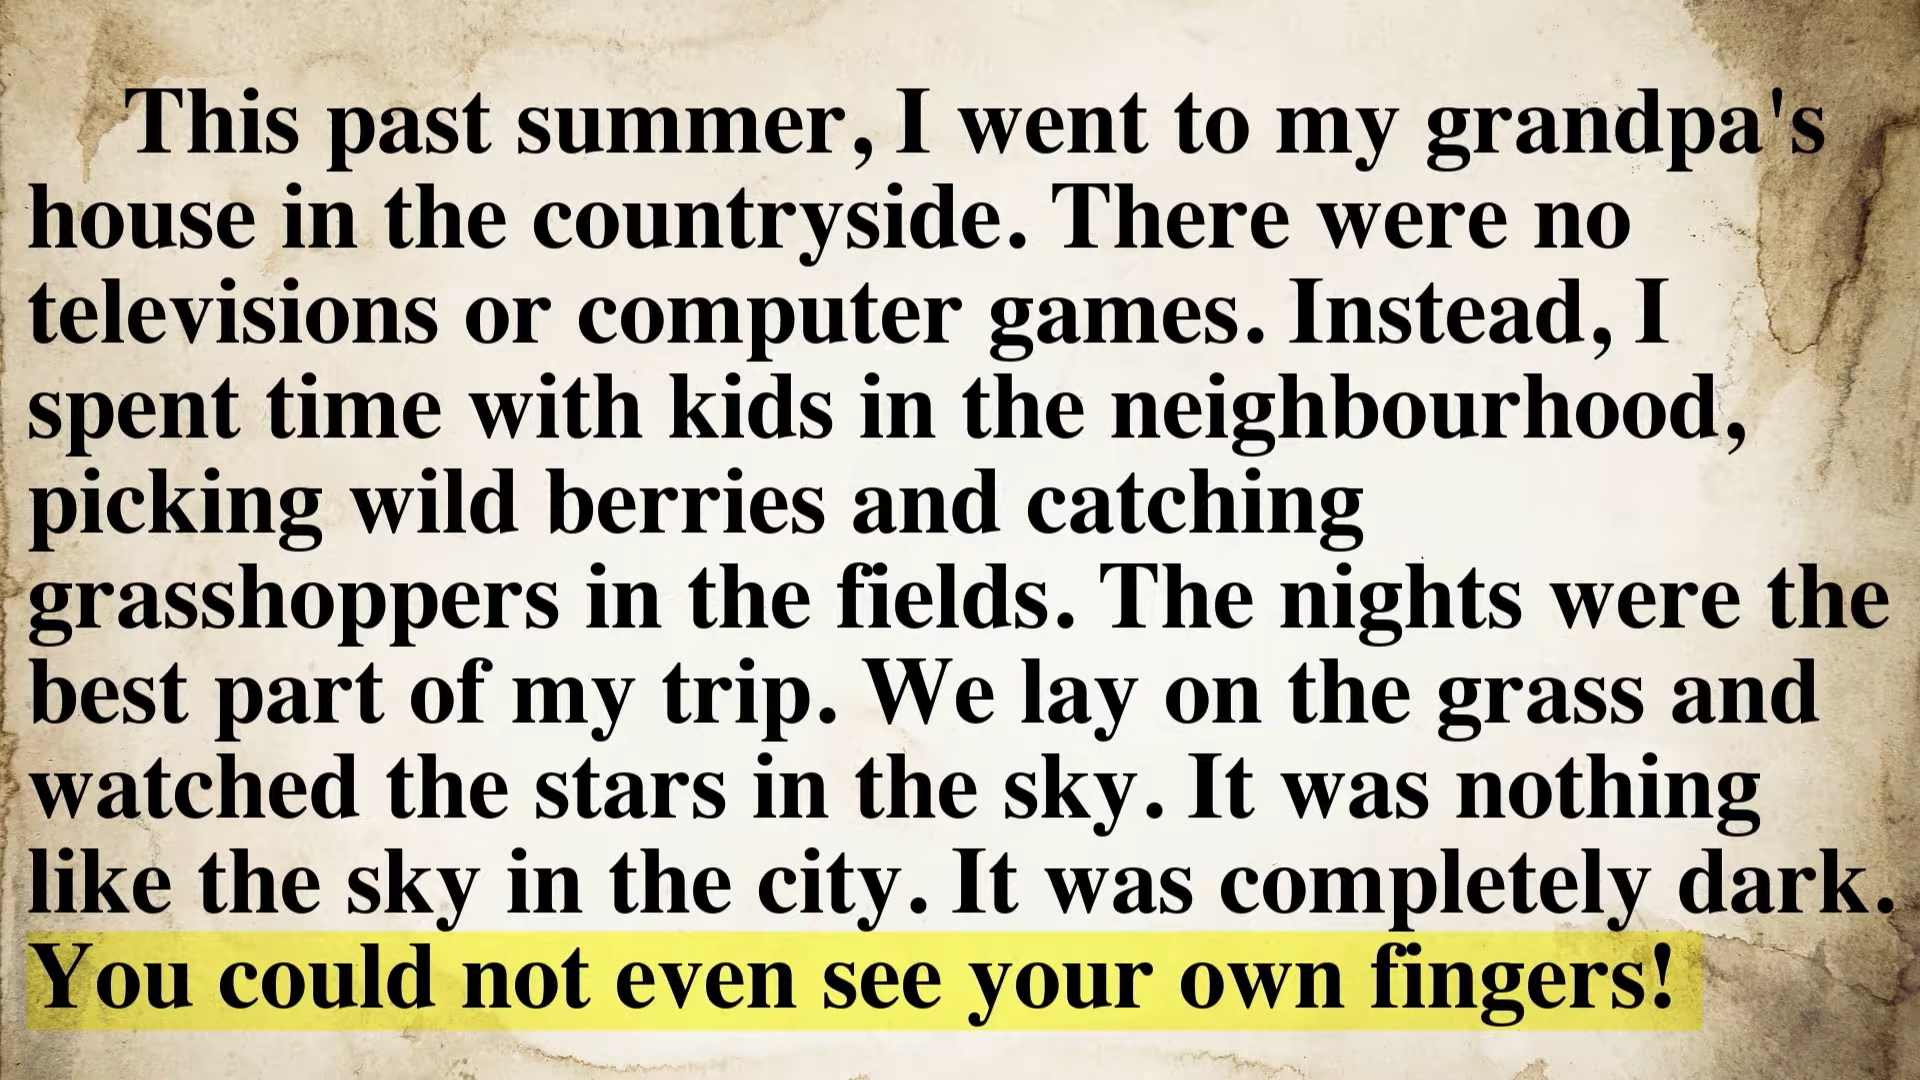 This past summer, I went to my grandpa's
house in the countryside. There were no
televisions or computer games. Instead, I
spent time with kids in the neighbourhood,
picking wild berries and catching
grasshoppers in the fields. The nights were the
best part of my trip. We lay on the grass and
watched the stars in the sky. It was nothing
like the sky in the city. It was completely dark.
You could not even see your own fingers!